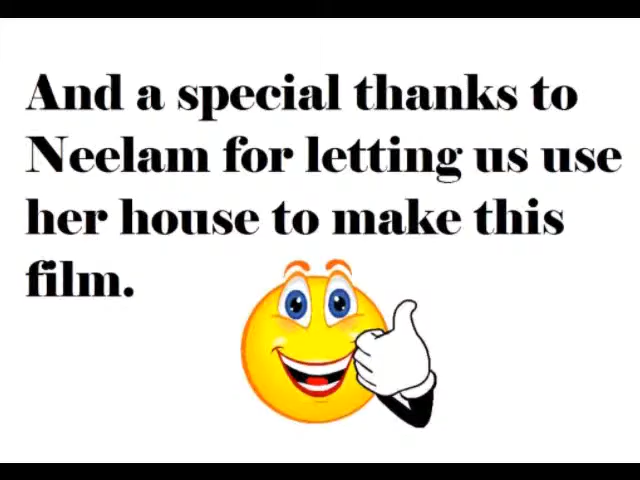 And a special thanks to
Neelam for letting us use
her house to make this
film.